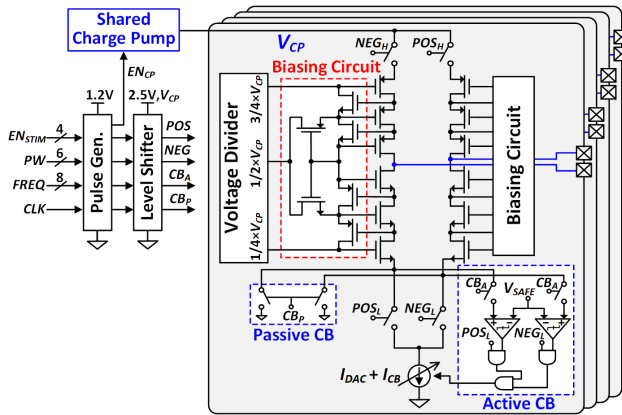 Shared
Charge Pump
V_CP
NEG_H
POS_H
EN_CP
Biasing Circuit
1.2V
2.5V,V_CP
EN_STIM
4
PW
6
FREQ
8
CLK
Pulse Gen.
Level Shifter
POS
NEG
CB_A
CB_P
Voltage Divider
3/4×V_CP
1/2×V_CP
1/4×V_CP
Biasing Circuit
CB_P
Passive CB
POS_L
NEG_L
I_DAC + I_CB
CB_A
V_SAFE
CB_A
+
−
−
+
POS_L
NEG_L
Active CB